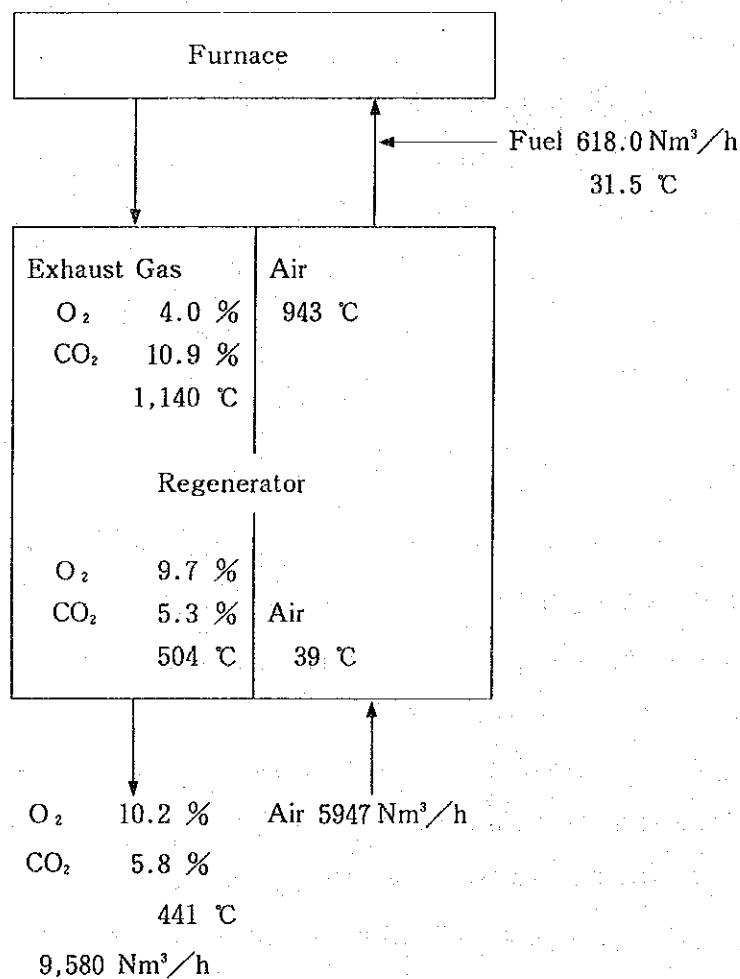 Furnace
Fuel 618.0 Nm³/h
31.5 ℃
Exhaust Gas
Air
O₂ 4.0 %
943 ℃
CO₂ 10.9 %
1,140 ℃
Regenerator
O₂ 9.7 %
CO₂ 5.3 %
Air
504 ℃
39 ℃
O₂ 10.2 %
Air 5947 Nm³/h
CO₂ 5.8 %
441 ℃
9,580 Nm³/h